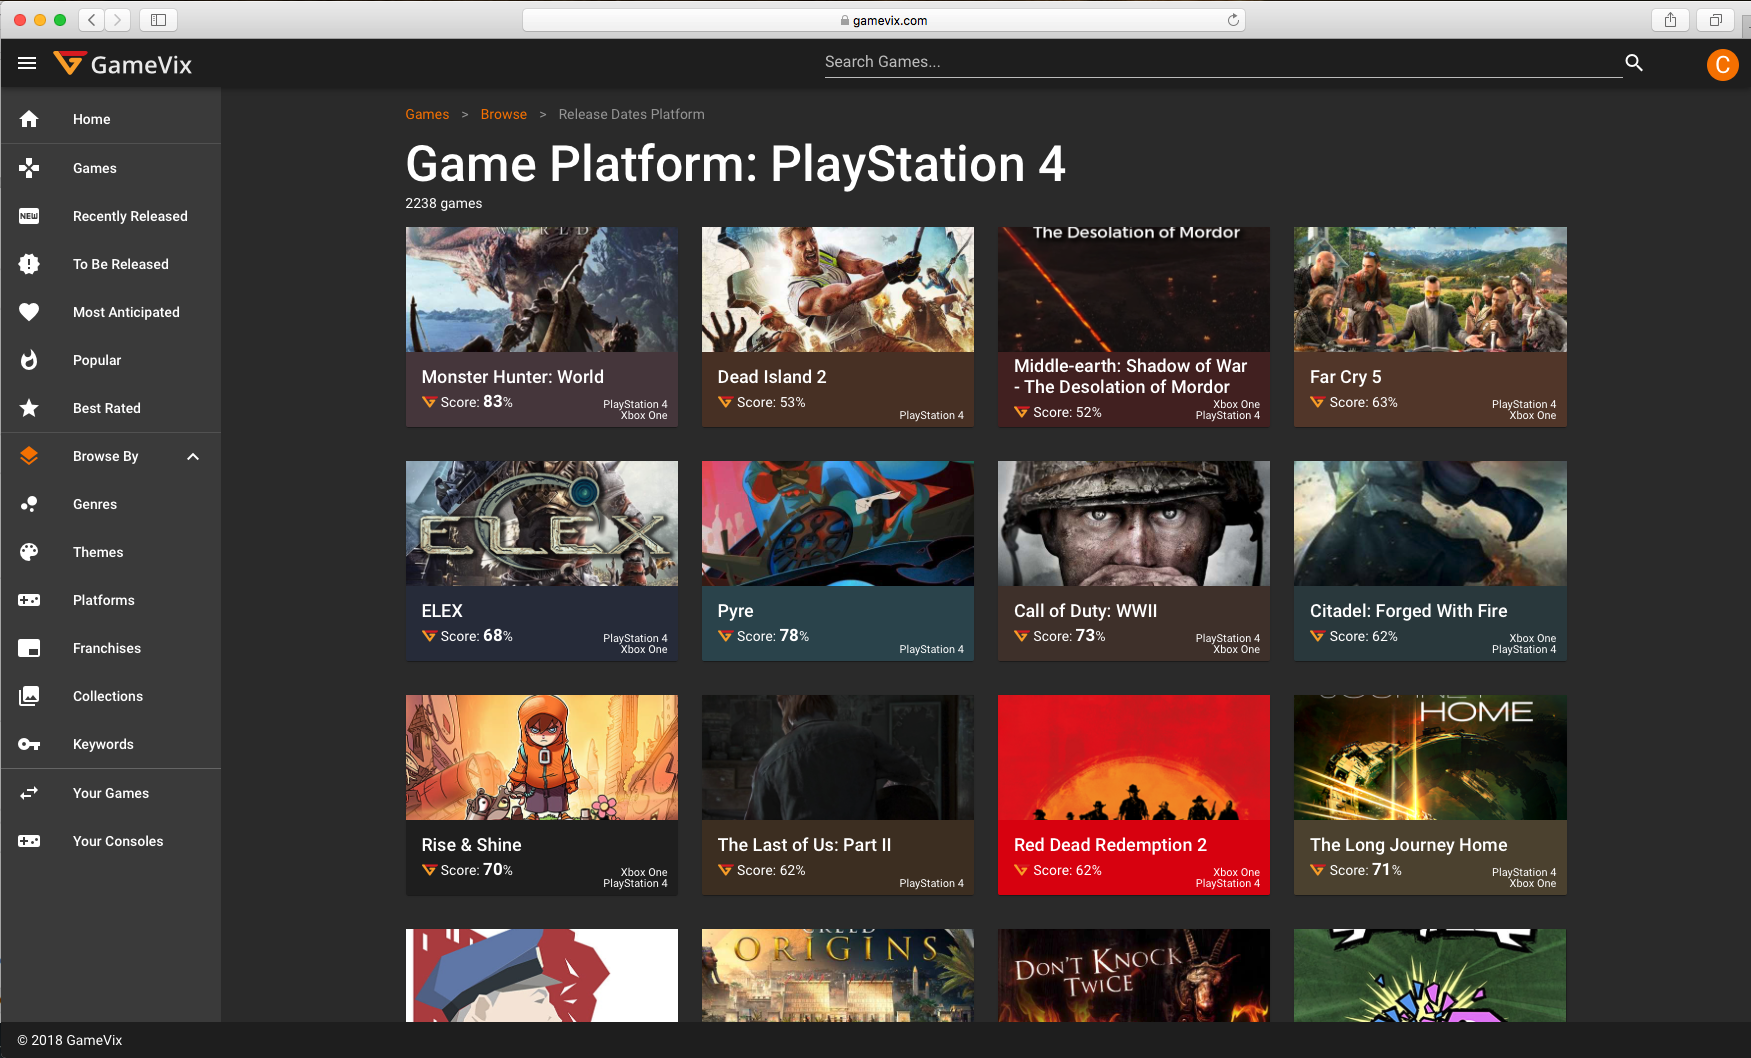 gamevix.com
GameVix
Search Games...
C
Home
Games
NEW
Recently Released
To Be Released
Most Anticipated
Popular
Best Rated
Browse By
Genres
Themes
Platforms
Franchises
Collections
Keywords
Your Games
Your Consoles
Games > Browse > Release Dates Platform
Game Platform: PlayStation 4
2238 games
WORLD
Monster Hunter: World
Score: 83%
PlayStation 4
Xbox One
Dead Island 2
Score: 53%
PlayStation 4
The Desolation of Mordor
Middle-earth: Shadow of War
- The Desolation of Mordor
Score: 52%
Xbox One
PlayStation 4
Far Cry 5
Score: 63%
PlayStation 4
Xbox One
ELEX
ELEX
Score: 68%
PlayStation 4
Xbox One
Pyre
Score: 78%
PlayStation 4
Call of Duty: WWII
Score: 73%
PlayStation 4
Xbox One
Citadel: Forged With Fire
Score: 62%
Xbox One
PlayStation 4
Rise & Shine
Score: 70%
Xbox One
PlayStation 4
The Last of Us: Part II
Score: 62%
PlayStation 4
Red Dead Redemption 2
Score: 62%
Xbox One
PlayStation 4
JOURNEY
HOME
The Long Journey Home
Score: 71%
PlayStation 4
Xbox One
CREED
ORIGINS
DON'T KNOCK
TWICE
© 2018 GameVix